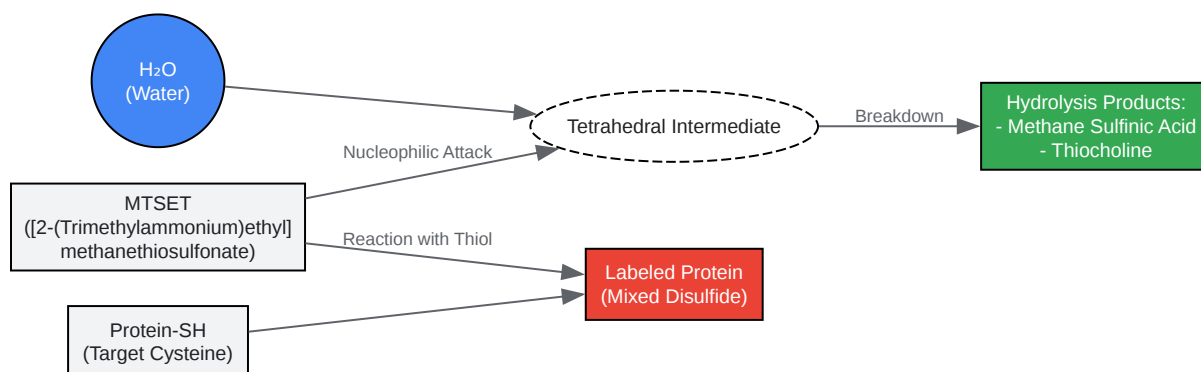 H₂O
(Water)
Tetrahedral Intermediate
Breakdown
Hydrolysis Products:
- Methane Sulfinic Acid
- Thiocholine
Nucleophilic Attack
MTSET
([2-(Trimethylammonium)ethyl]
methanethiosulfonate)
Reaction with Thiol
Labeled Protein
(Mixed Disulfide)
Protein-SH
(Target Cysteine)